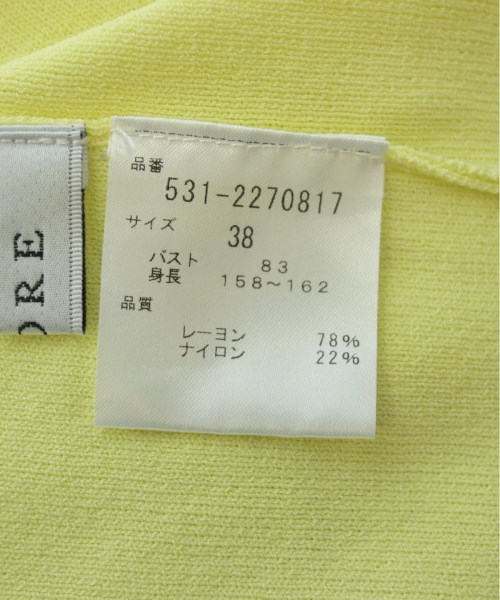 品番
531-2270817
サイズ
38
バスト 83
身長 158~162
品質
レーヨン 78%
ナイロン 22%
ORE